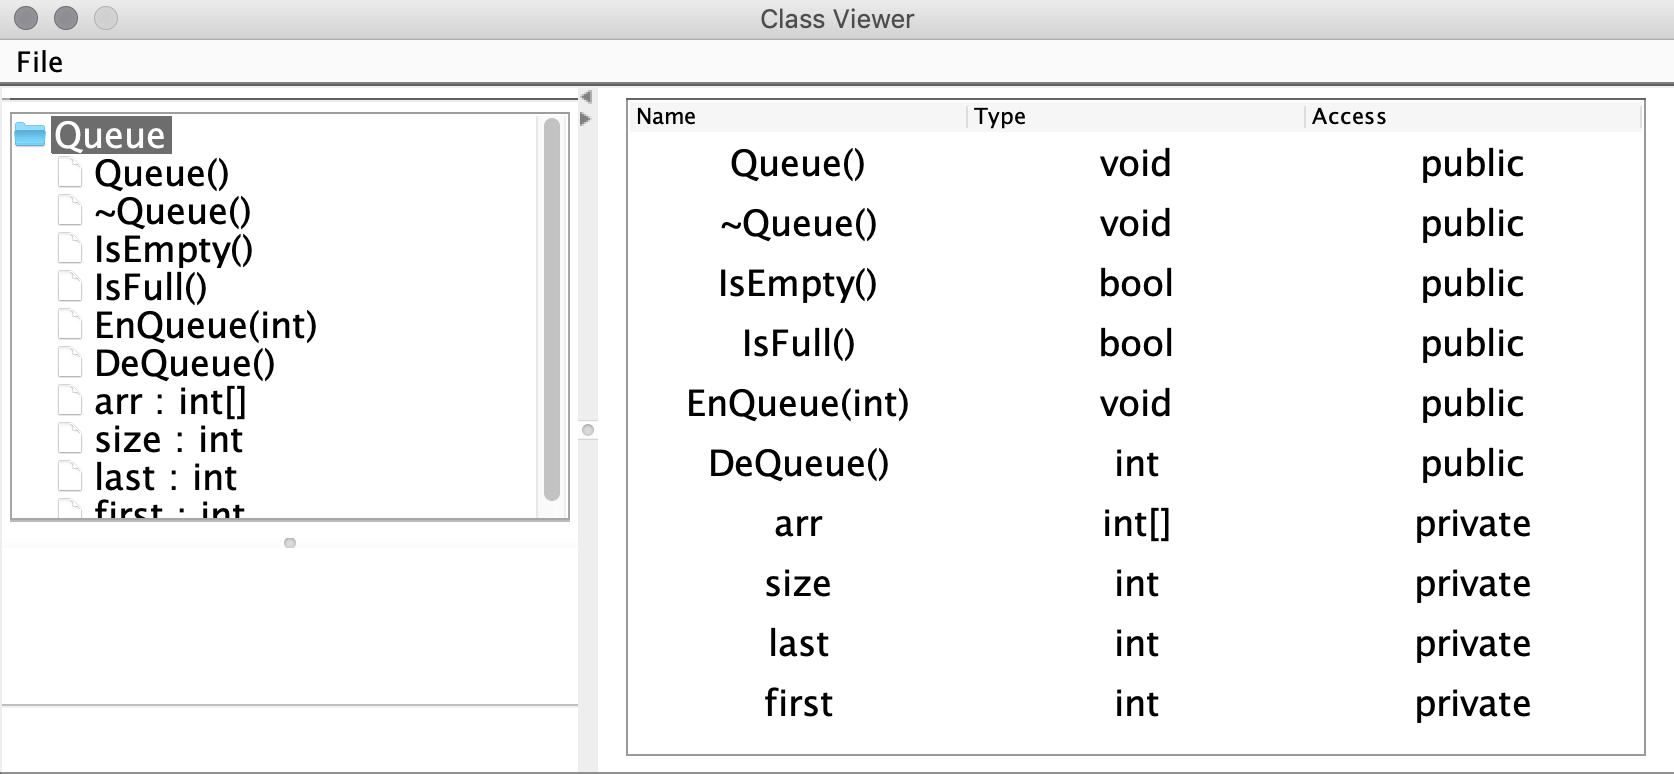 Class Viewer
File
Queue
Queue()
~Queue()
IsEmpty()
IsFull()
EnQueue(int)
DeQueue()
arr : int[]
size : int
last : int
first : int
Name Type Access
Queue() void public
~Queue() void public
IsEmpty() bool public
IsFull() bool public
EnQueue(int) void public
DeQueue() int public
arr int[] private
size int private
last int private
first int private